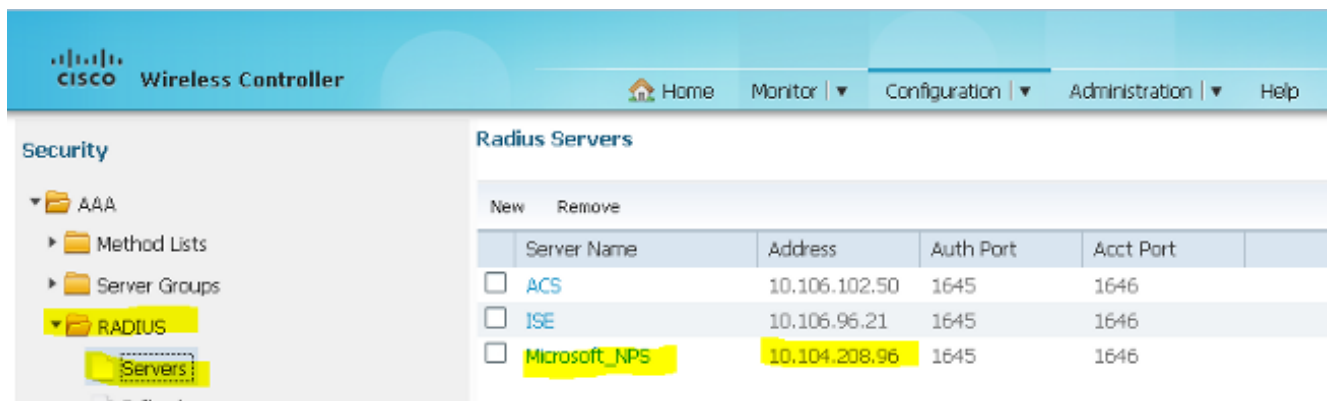 CISCO Wireless Controller
Home Monitor Configuration Administration Help
Security
AAA
Method Lists
Server Groups
RADIUS
Servers
Radius Servers
New Remove
Server Name Address Auth Port Acct Port
ACS 10.106.102.50 1645 1646
ISE 10.106.96.21 1645 1646
Microsoft_NPS 10.104.208.96 1645 1646